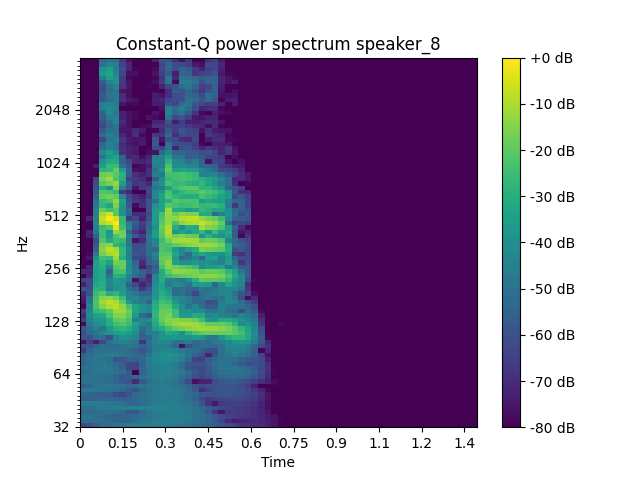 Constant-Q power spectrum speaker_8
Hz
2048
1024
512
256
128
64
32
0 0.15 0.3 0.45 0.6 0.75 0.9 1.1 1.2 1.4
Time
+0 dB
-10 dB
-20 dB
-30 dB
-40 dB
-50 dB
-60 dB
-70 dB
-80 dB